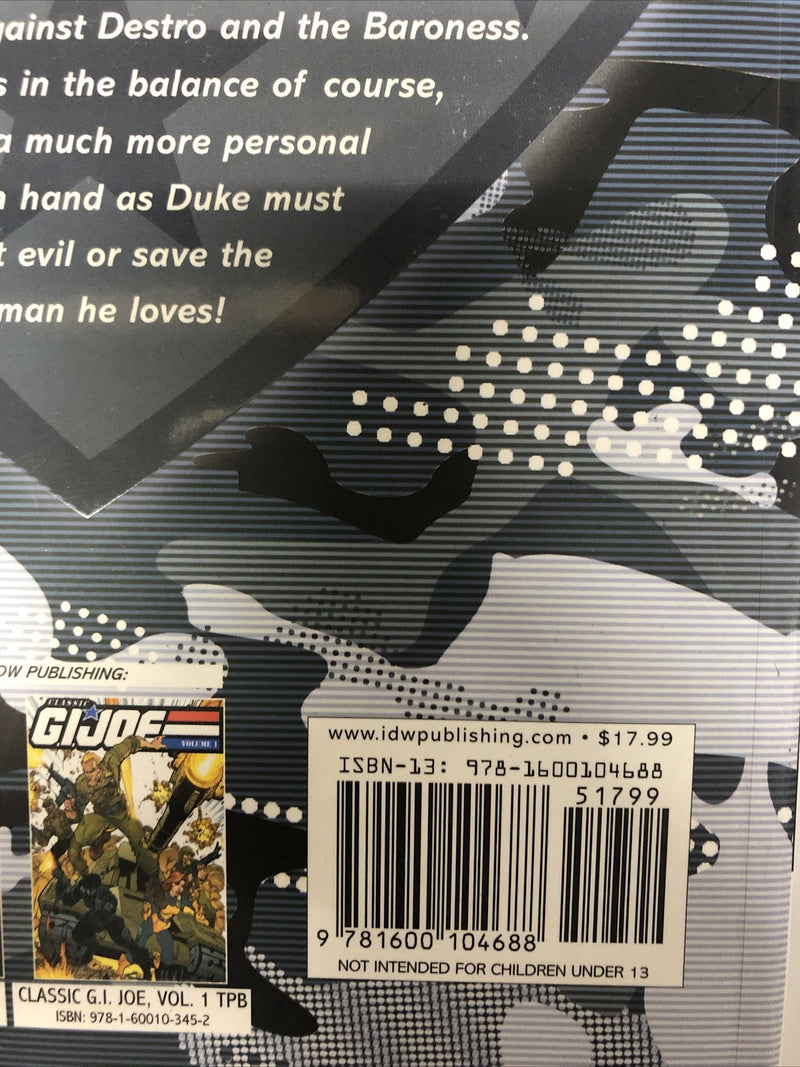 gainst Destro and the Baroness.
s in the balance of course,
a much more personal
hand as Duke must
t evil or save the
man he loves!
DW PUBLISHING:
CLASSIC
G.I. JOE
VOLUME 1
CLASSIC G.I. JOE, VOL. 1 TPB
ISBN: 978-1-60010-345-2
www.idwpublishing.com • $17.99
ISBN-13: 978-1600104688
51799
9 781600 104688
NOT INTENDED FOR CHILDREN UNDER 13